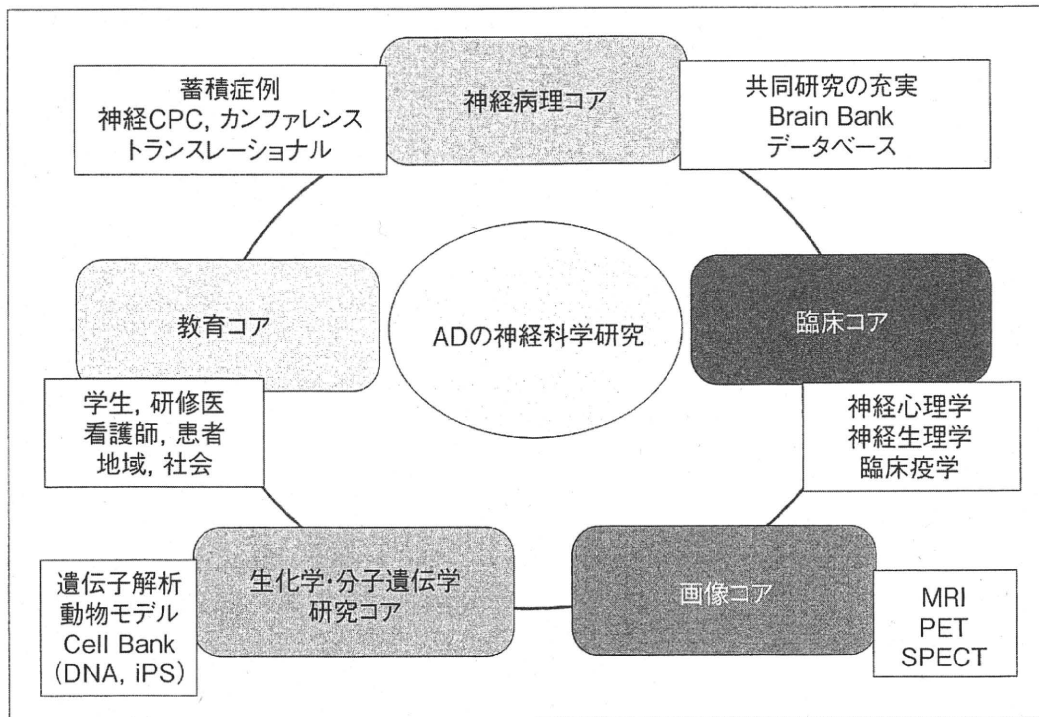 神経病理コア
蓄積症例
神経CPC, カンファレンス
トランスレーショナル
共同研究の充実
Brain Bank
データベース
教育コア
ADの神経科学研究
臨床コア
学生, 研修医
看護師, 患者
地域, 社会
神経心理学
神経生理学
臨床疫学
生化学・分子遺伝学
研究コア
画像コア
遺伝子解析
動物モデル
Cell Bank
(DNA, iPS)
MRI
PET
SPECT